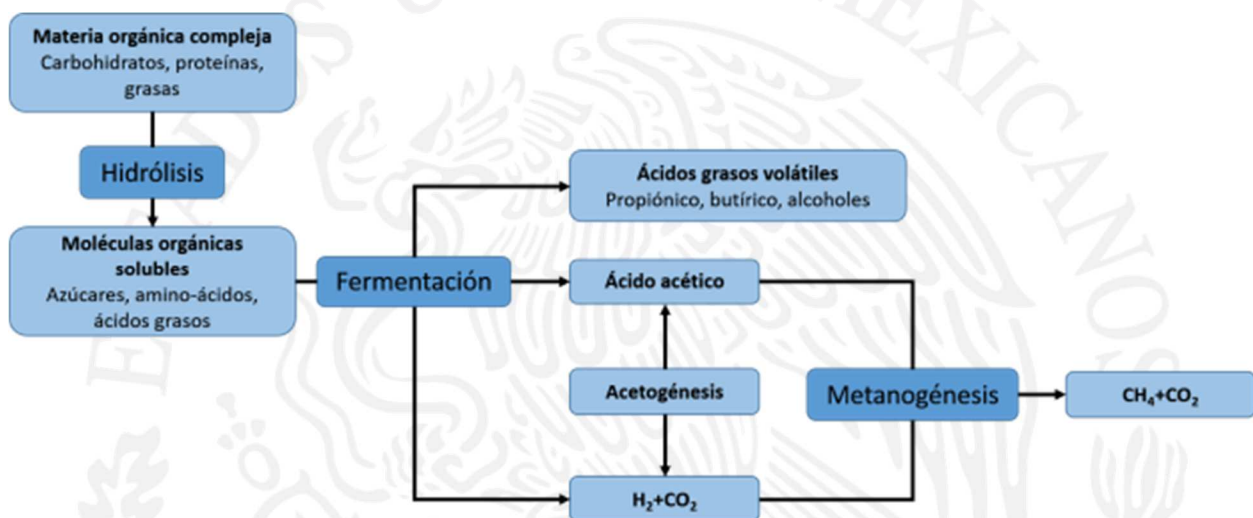 Materia orgánica compleja
Carbohidratos, proteínas,
grasas
Hidrólisis
Moléculas orgánicas
solubles
Azúcares, amino-ácidos,
ácidos grasos
Fermentación
Ácidos grasos volátiles
Propiónico, butírico, alcoholes
Ácido acético
Acetogénesis
H₂+CO₂
Metanogénesis
CH₄+CO₂
MEXICANOS